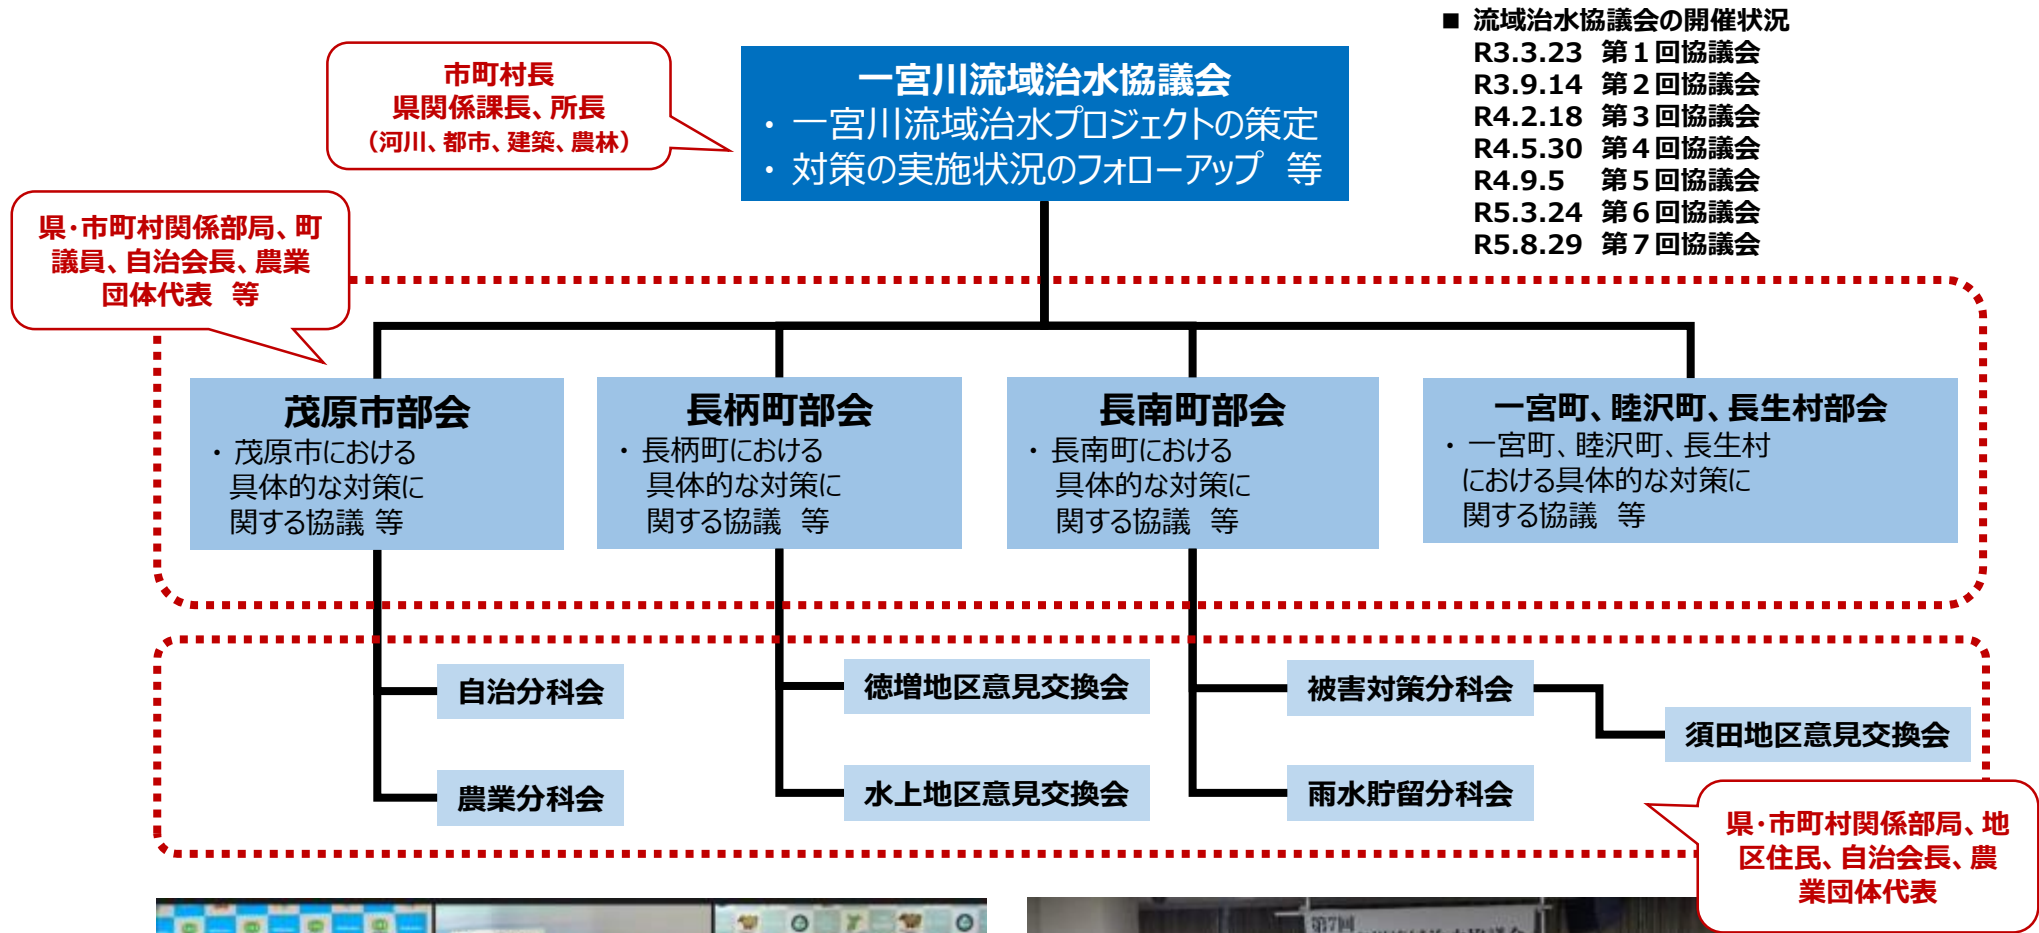 ■ 流域治水協議会の開催状況
R3.3.23 第１回協議会
R3.9.14 第２回協議会
R4.2.18 第３回協議会
R4.5.30 第４回協議会
R4.9.5 第５回協議会
R5.3.24 第６回協議会
R5.8.29 第７回協議会
市町村長
県関係課長、所長
（河川、都市、建築、農林）
一宮川流域治水協議会
・ 一宮川流域治水プロジェクトの策定
・ 対策の実施状況のフォローアップ 等
県・市町村関係部局、町
議員、自治会長、農業
団体代表 等
茂原市部会
・ 茂原市における
具体的な対策に
関する協議 等
長柄町部会
・ 長柄町における
具体的な対策に
関する協議 等
長南町部会
・ 長南町における
具体的な対策に
関する協議 等
一宮町、睦沢町、長生村部会
・ 一宮町、睦沢町、長生村
における具体的な対策に
関する協議 等
自治分科会
農業分科会
徳増地区意見交換会
水上地区意見交換会
被害対策分科会
須田地区意見交換会
雨水貯留分科会
県・市町村関係部局、地
区住民、自治会長、農
業団体代表
第7回